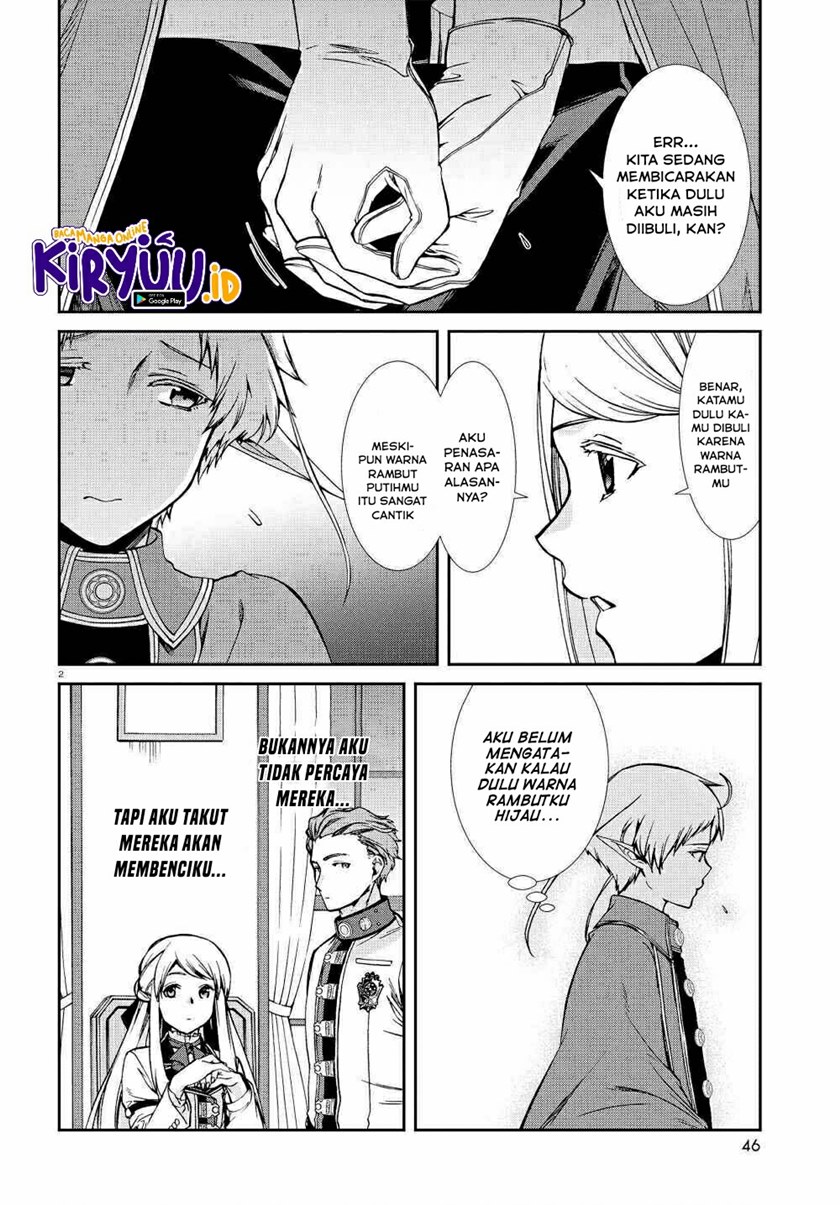 ERR...
KITA SEDANG
MEMBICARAKAN
KETIKA DULU
AKU MASIH
DIIBULI, KAN?
BACA MANGA ONLINE
KIRYUU.id
GET IT ON
Google Play
BENAR,
KATAMU
DULU KA-
MU DIBULI
KARENA
WARNA
RAMBUT-
MU
AKU
PENASA-
RAN APA
ALASAN-
NYA?
MESKI-
PUN WARNA
RAMBUT
PUTIHMU
ITU SANGAT
CANTIK
2
AKU BELUM
MENGATA-
KAN KALAU
DULU WARNA
RAMBUTKU
HIJAU...
BUKANNYA AKU
TIDAK PERCAYA
MEREKA...
TAPI AKU TAKUT
MEREKA AKAN
MEMBENCIKU...
46